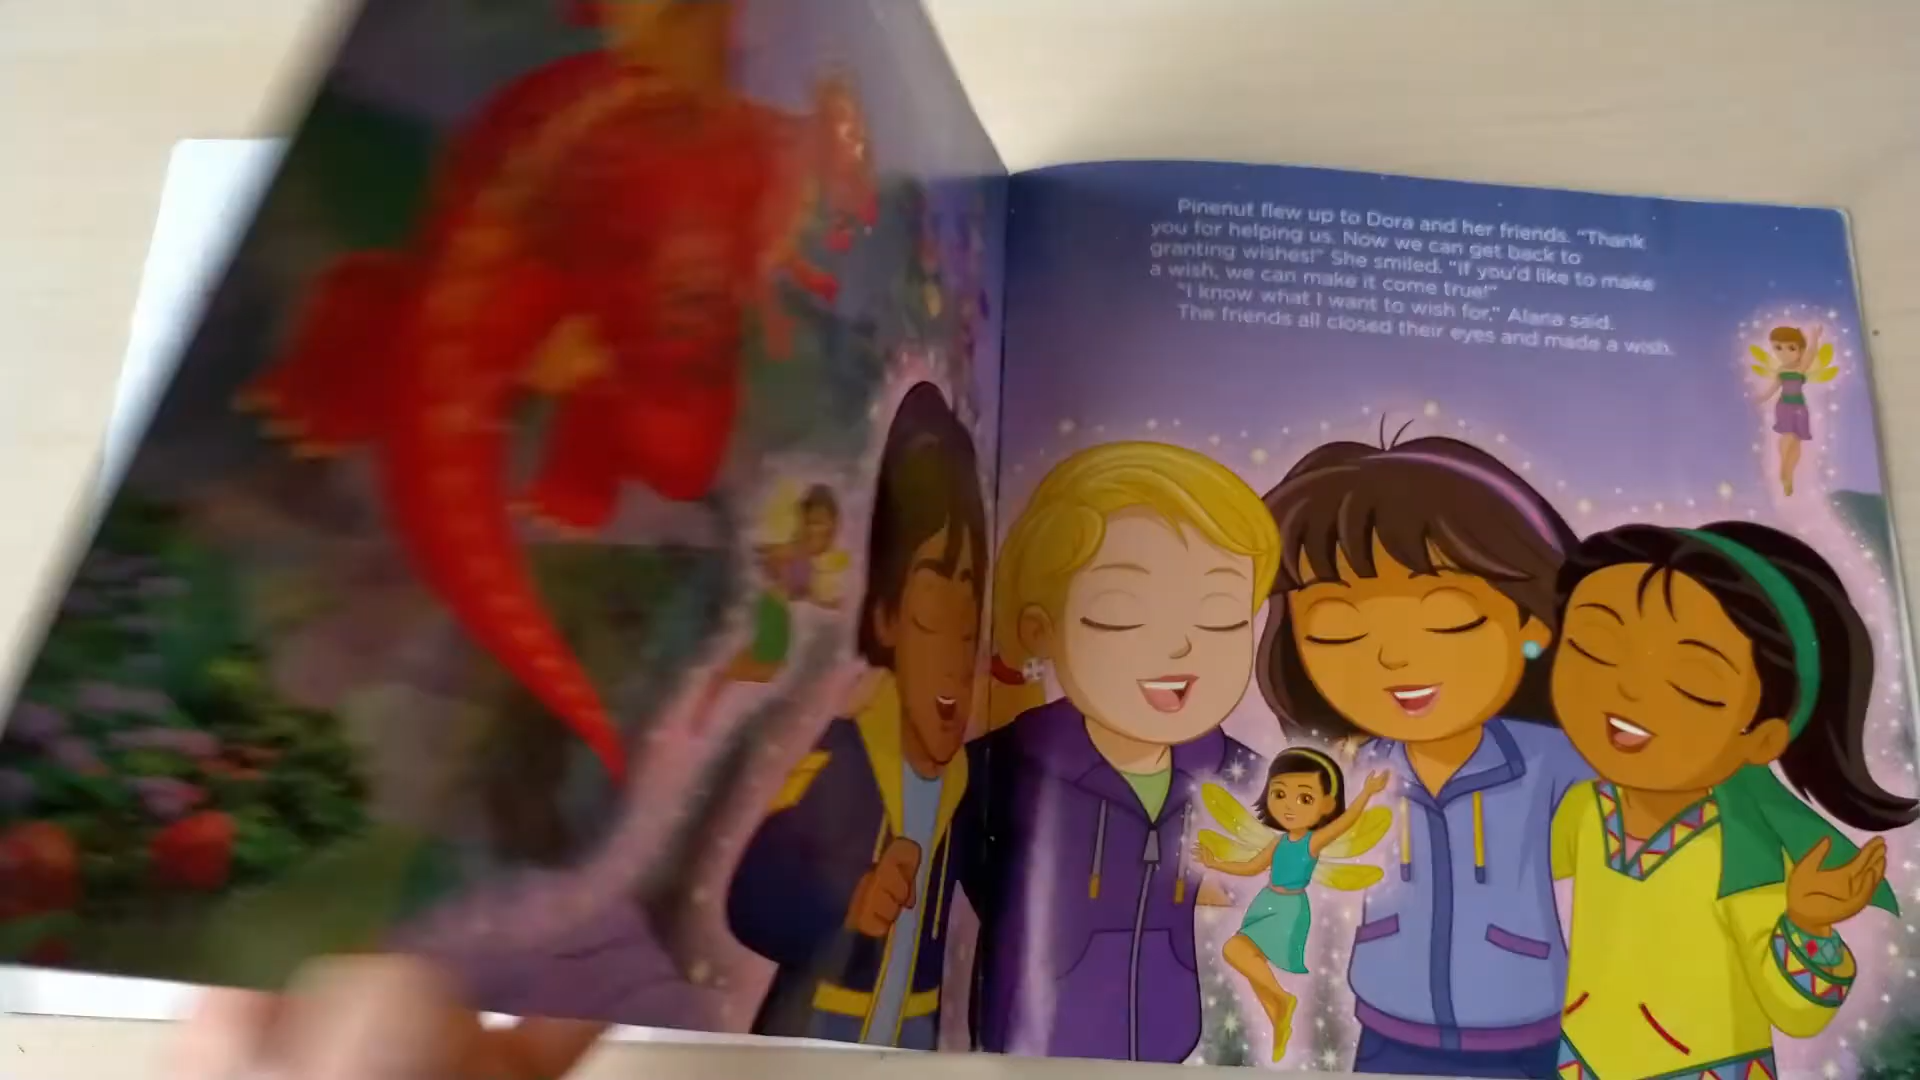 Pinenut flew up to Dora and her friends. “Thank
you for helping us. Now we can get back to
granting wishes!” She smiled. “If you’d like to make
a wish, we can make it come true!”
“I know what I want to wish for,” Alana said.
The friends all closed their eyes and made a wish.